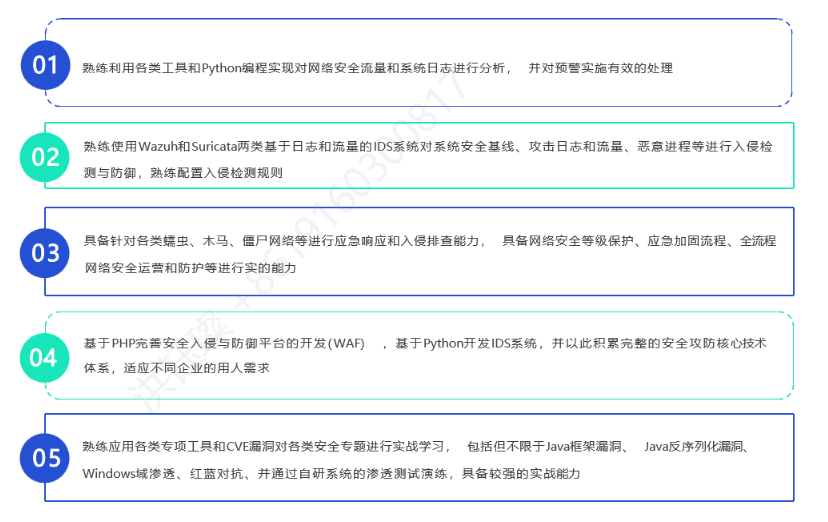 01
熟练利用各类工具和Python编程实现对网络安全流量和系统日志进行分析， 并对预警实施有效的处理
02
熟练使用Wazuh和Suricata两类基于日志和流量的IDS系统对系统安全基线、攻击日志和流量、恶意进程等进行入侵检
测与防御，熟练配置入侵检测规则
03
具备针对各类蠕虫、木马、僵尸网络等进行应急响应和入侵排查能力， 具备网络安全等级保护、应急加固流程、全流程
网络安全运营和防护等进行实的能力
04
基于PHP完善安全入侵与防御平台的开发(WAF) ，基于Python开发IDS系统，并以此积累完整的安全攻防核心技术
体系，适应不同企业的用人需求
05
熟练应用各类专项工具和CVE漏洞对各类安全专题进行实战学习， 包括但不限于Java框架漏洞、 Java反序列化漏洞、
Windows域渗透、红蓝对抗、并通过自研系统的渗透测试演练，具备较强的实战能力
+8619160300817